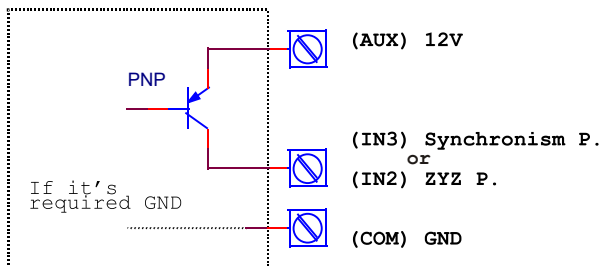 (AUX) 12V
PNP
(IN3) Synchronism P.
or
(IN2) ZYZ P.
If it's
required GND
(COM) GND